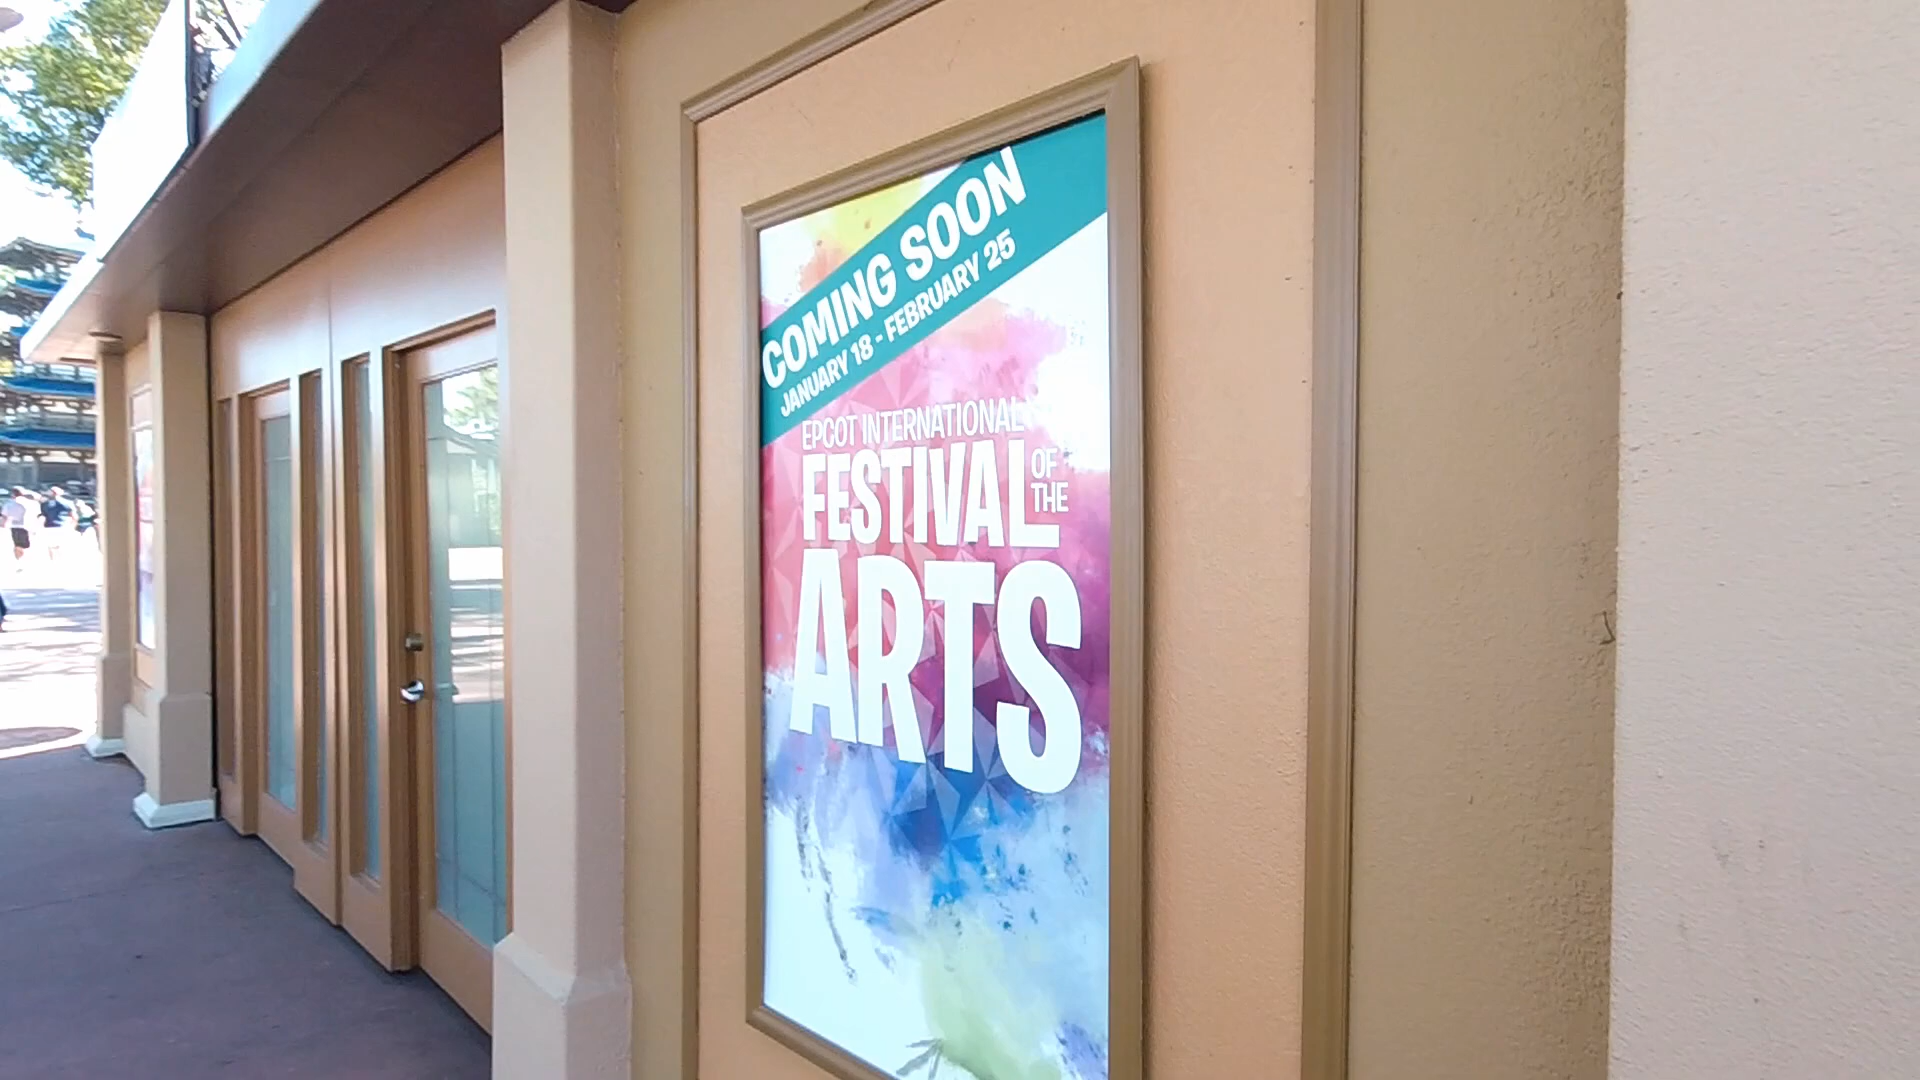 COMING SOON
JANUARY 18 - FEBRUARY 25
EPCOT INTERNATIONAL
FESTIVAL OF THE
ARTS